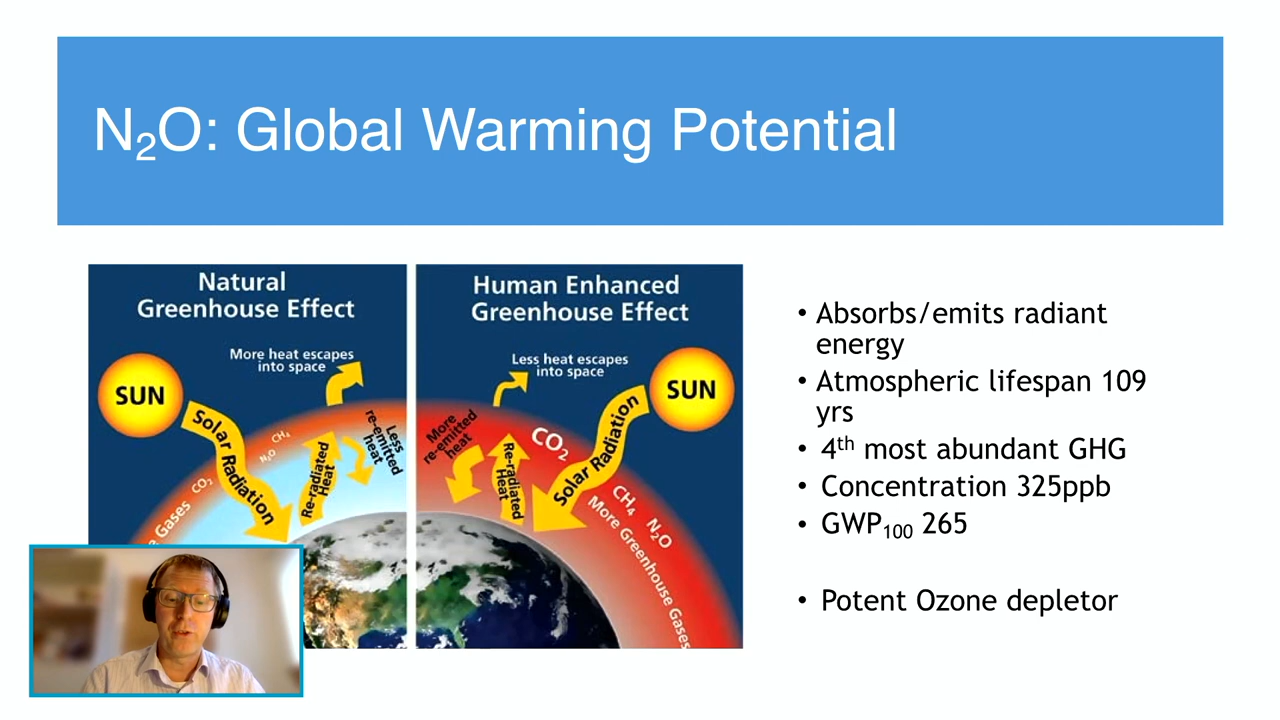 N₂O: Global Warming Potential
Natural
Greenhouse Effect
More heat escapes
into space
SUN
Solar Radiation
CH₄
N₂O
CO₂
Gases
Re-radiated
Heat
Less
re-emitted
heat
Human Enhanced
Greenhouse Effect
Less heat escapes
into space
SUN
Solar Radiation
More
re-emitted
heat
Re-radiated
Heat
CO₂
CH₄
N₂O
More Greenhouse Gases
• Absorbs/emits radiant
energy
• Atmospheric lifespan 109
yrs
• 4th most abundant GHG
• Concentration 325ppb
• GWP₁₀₀ 265
• Potent Ozone depletor